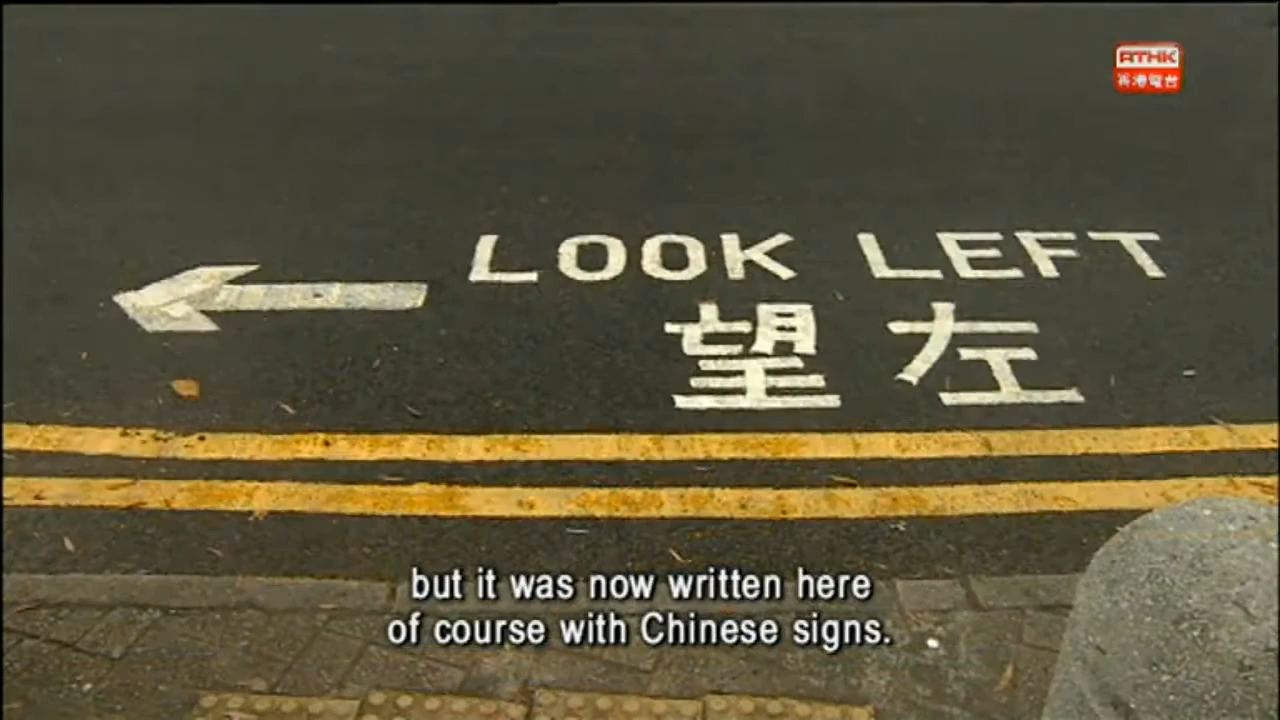 RTHK
香港電台
LOOK LEFT
望左
but it was now written here
of course with Chinese signs.